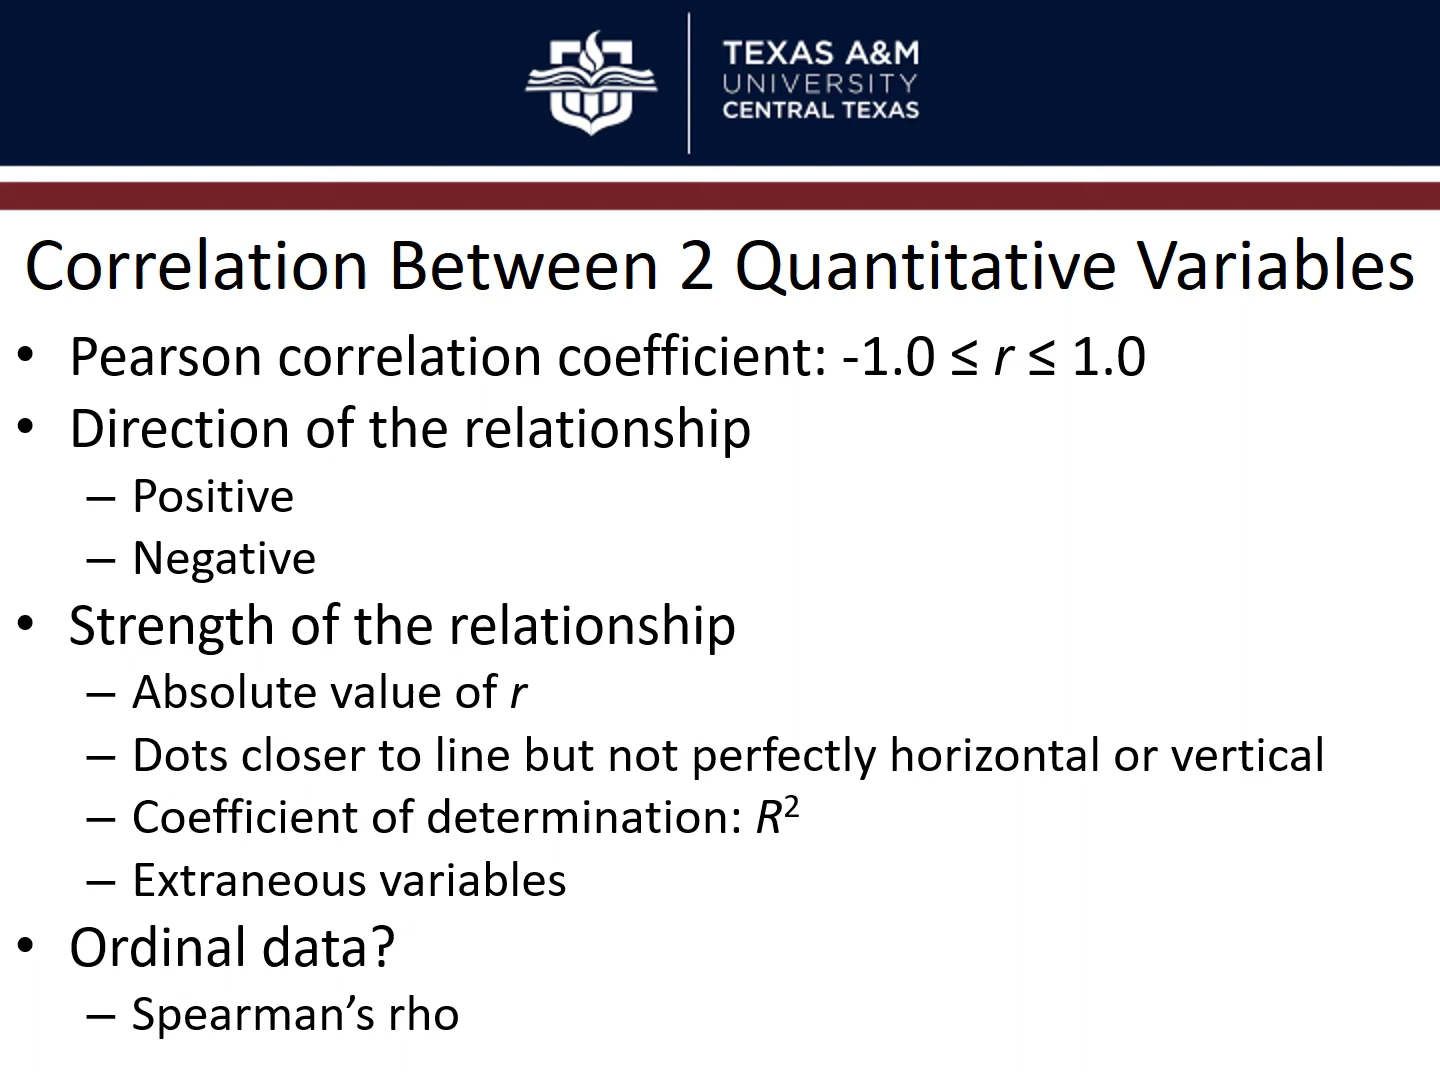 TEXAS A&M
UNIVERSITY
CENTRAL TEXAS
Correlation Between 2 Quantitative Variables
• Pearson correlation coefficient: -1.0 ≤ r ≤ 1.0
• Direction of the relationship
– Positive
– Negative
• Strength of the relationship
– Absolute value of r
– Dots closer to line but not perfectly horizontal or vertical
– Coefficient of determination: R²
– Extraneous variables
• Ordinal data?
– Spearman’s rho